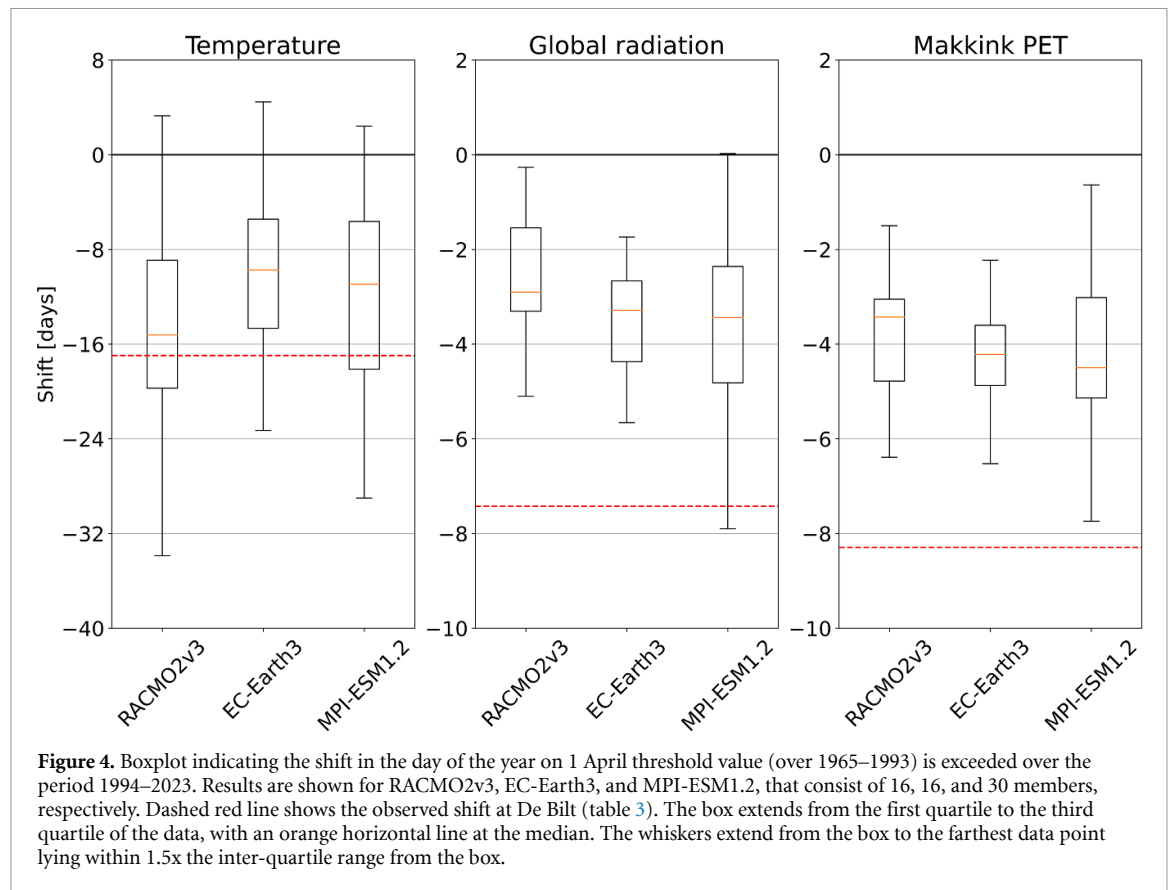 Temperature
Global radiation
Makkink PET
Shift [days]
8
0
−8
−16
−24
−32
−40
RACMO2v3
EC-Earth3
MPI-ESM1.2
2
0
−2
−4
−6
−8
−10
RACMO2v3
EC-Earth3
MPI-ESM1.2
2
0
−2
−4
−6
−8
−10
RACMO2v3
EC-Earth3
MPI-ESM1.2
Figure 4. Boxplot indicating the shift in the day of the year on 1 April threshold value (over 1965–1993) is exceeded over the
period 1994–2023. Results are shown for RACMO2v3, EC-Earth3, and MPI-ESM1.2, that consist of 16, 16, and 30 members,
respectively. Dashed red line shows the observed shift at De Bilt (table 3). The box extends from the first quartile to the third
quartile of the data, with an orange horizontal line at the median. The whiskers extend from the box to the farthest data point
lying within 1.5x the inter-quartile range from the box.